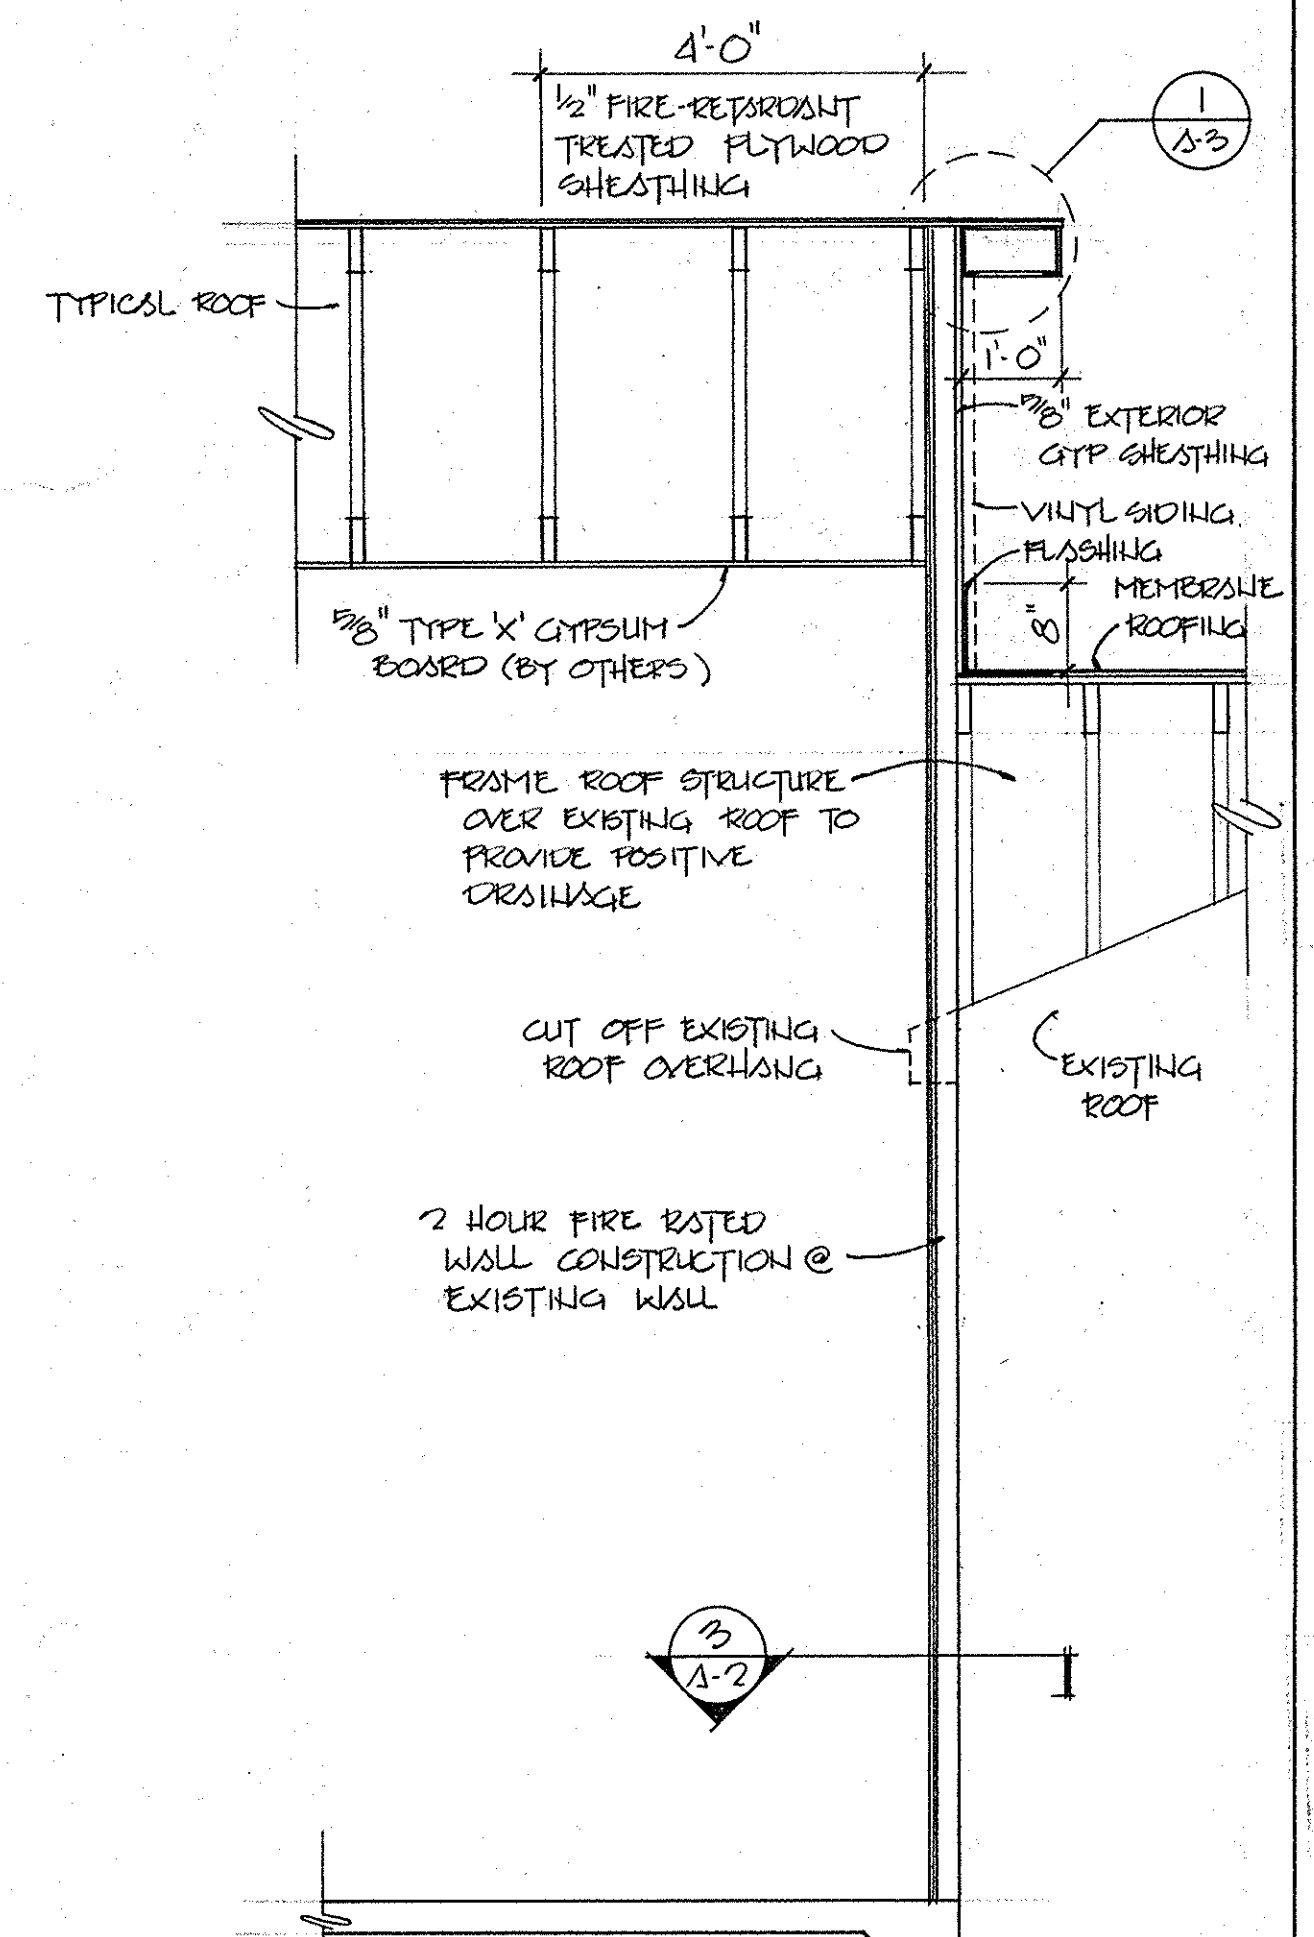 4'-0"
1/2" FIRE-RETARDANT
TREATED PLYWOOD
SHEATHING
1
A-3
TYPICAL ROOF
1'-0"
5/8" EXTERIOR
GYP SHEATHING
VINYL SIDING
FLASHING
MEMBRANE
ROOFING
8"
5/8" TYPE 'X' GYPSUM
BOARD (BY OTHERS)
FRAME ROOF STRUCTURE
OVER EXISTING ROOF TO
PROVIDE POSITIVE
DRAINAGE
CUT OFF EXISTING
ROOF OVERHANG
EXISTING
ROOF
2 HOUR FIRE RATED
WALL CONSTRUCTION @
EXISTING WALL
3
A-2